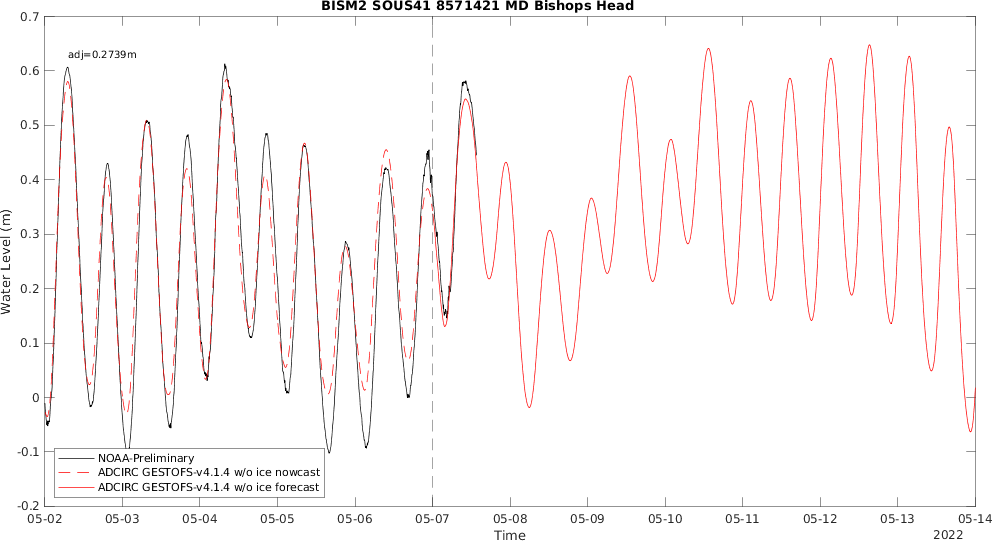 BISM2 SOUS41 8571421 MD Bishops Head
adj=0.2739m
0.7
0.6
0.5
0.4
0.3
0.2
0.1
0
-0.1
-0.2
Water Level (m)
NOAA-Preliminary
ADCIRC GESTOFS-v4.1.4 w/o ice nowcast
ADCIRC GESTOFS-v4.1.4 w/o ice forecast
05-02 05-03 05-04 05-05 05-06 05-07 05-08 05-09 05-10 05-11 05-12 05-13 05-14
Time
2022